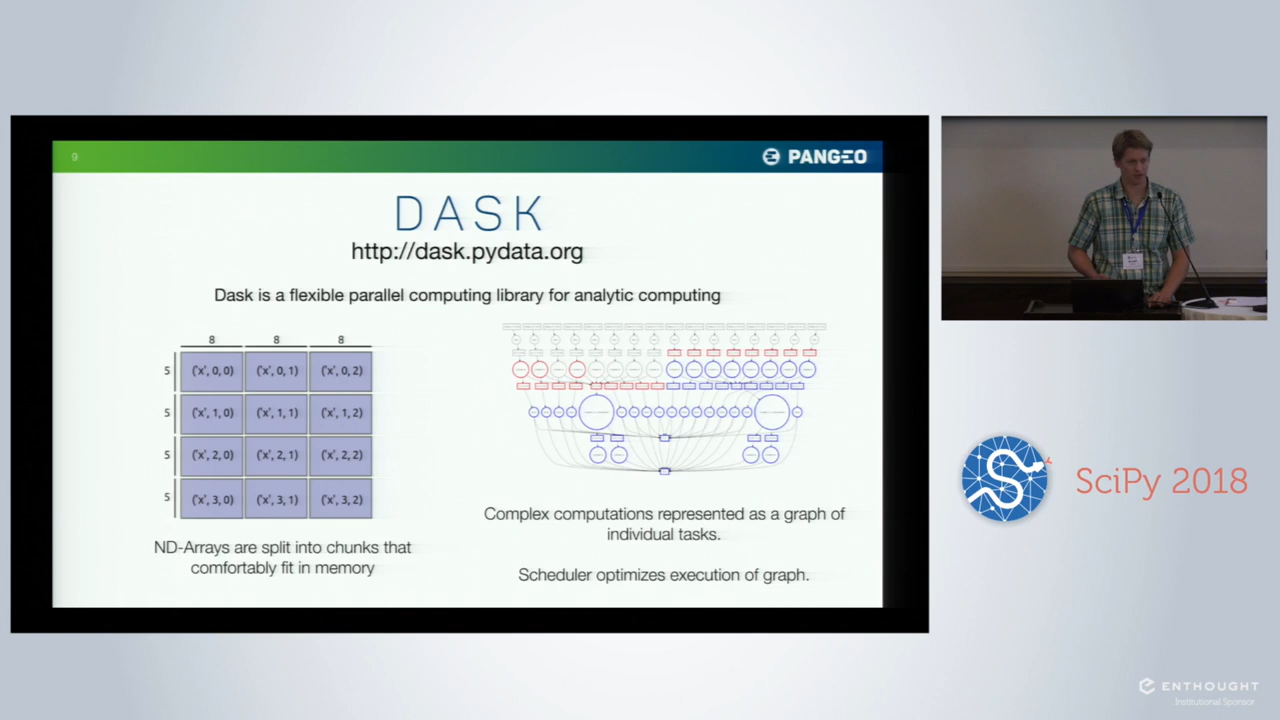 9
PANGEO
DASK
http://dask.pydata.org
Dask is a flexible parallel computing library for analytic computing
8 8 8
5 ('x', 0, 0) ('x', 0, 1) ('x', 0, 2)
5 ('x', 1, 0) ('x', 1, 1) ('x', 1, 2)
5 ('x', 2, 0) ('x', 2, 1) ('x', 2, 2)
5 ('x', 3, 0) ('x', 3, 1) ('x', 3, 2)
ND-Arrays are split into chunks that
comfortably fit in memory
Complex computations represented as a graph of
individual tasks.
Scheduler optimizes execution of graph.
SciPy 2018
ENTHOUGHT
Institutional Sponsor